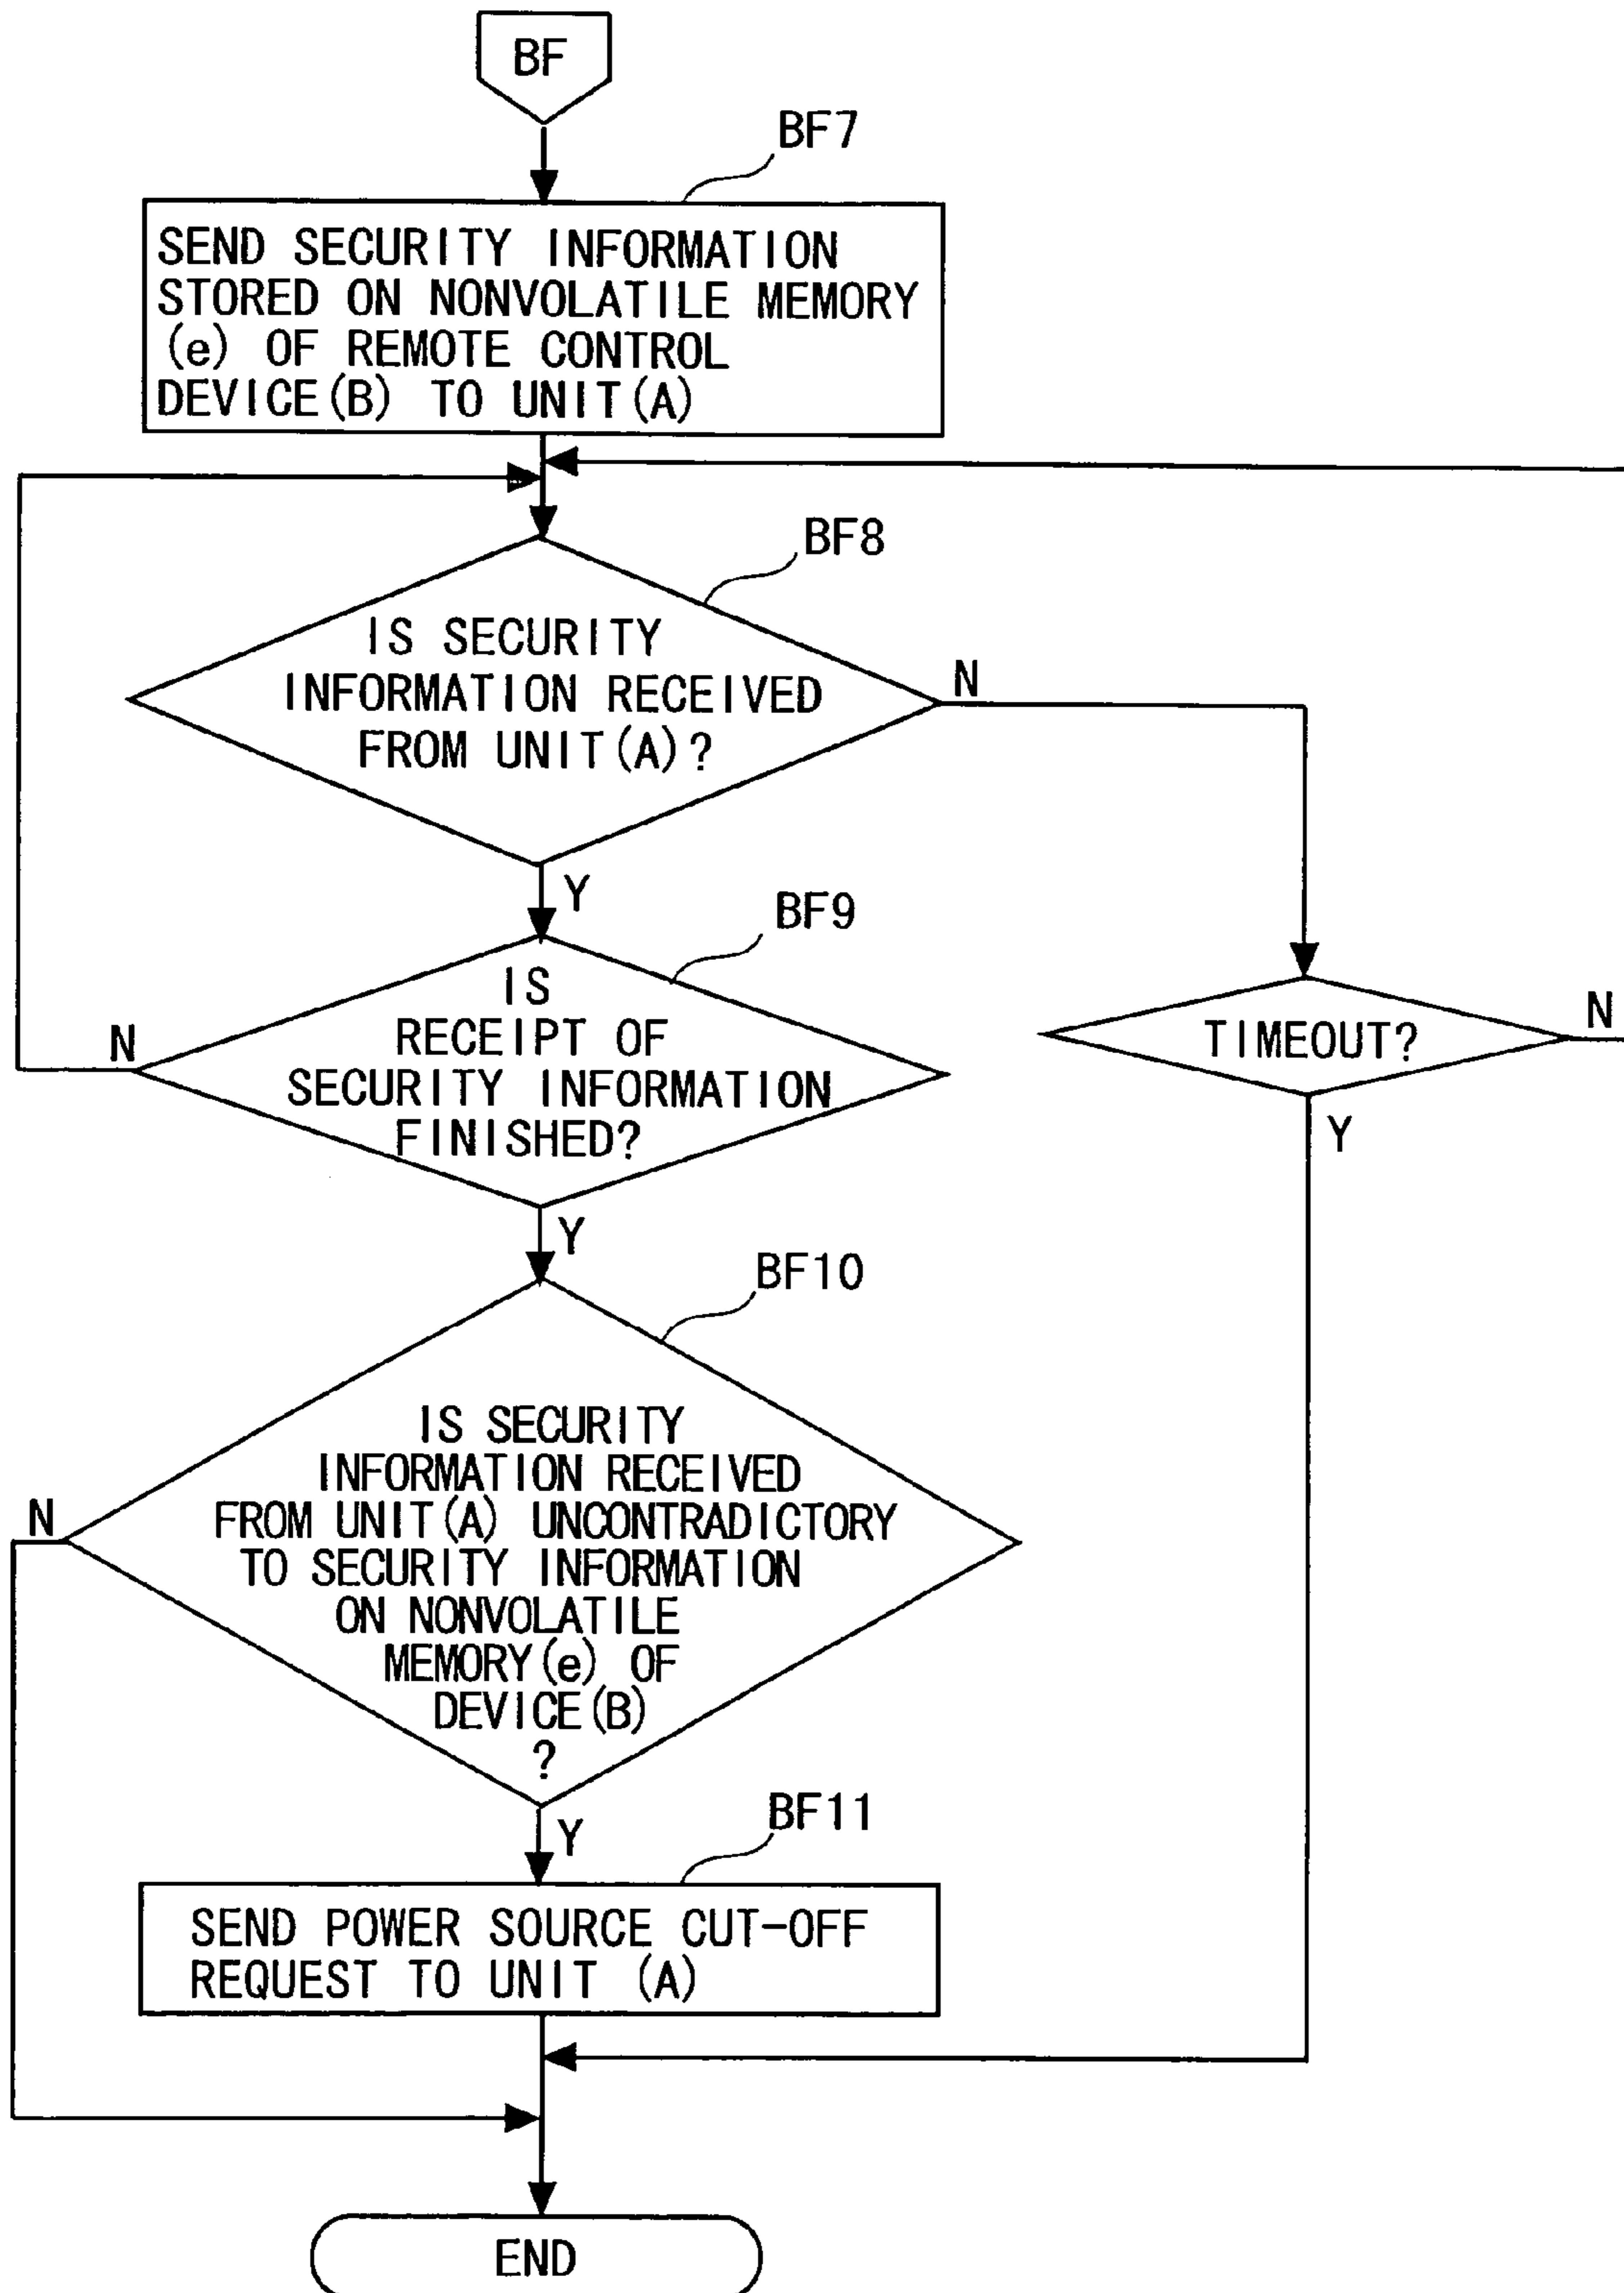 BF
BF7
SEND SECURITY INFORMATION
STORED ON NONVOLATILE MEMORY
(e) OF REMOTE CONTROL
DEVICE(B) TO UNIT(A)
BF8
IS SECURITY
INFORMATION RECEIVED
FROM UNIT(A)?
N
Y
BF9
IS
RECEIPT OF
SECURITY INFORMATION
FINISHED?
N
TIMEOUT?
N
Y
Y
BF10
IS SECURITY
INFORMATION RECEIVED
FROM UNIT(A) UNCONTRADICTORY
TO SECURITY INFORMATION
ON NONVOLATILE
MEMORY(e) OF
DEVICE(B)
?
N
Y
BF11
SEND POWER SOURCE CUT-OFF
REQUEST TO UNIT (A)
END